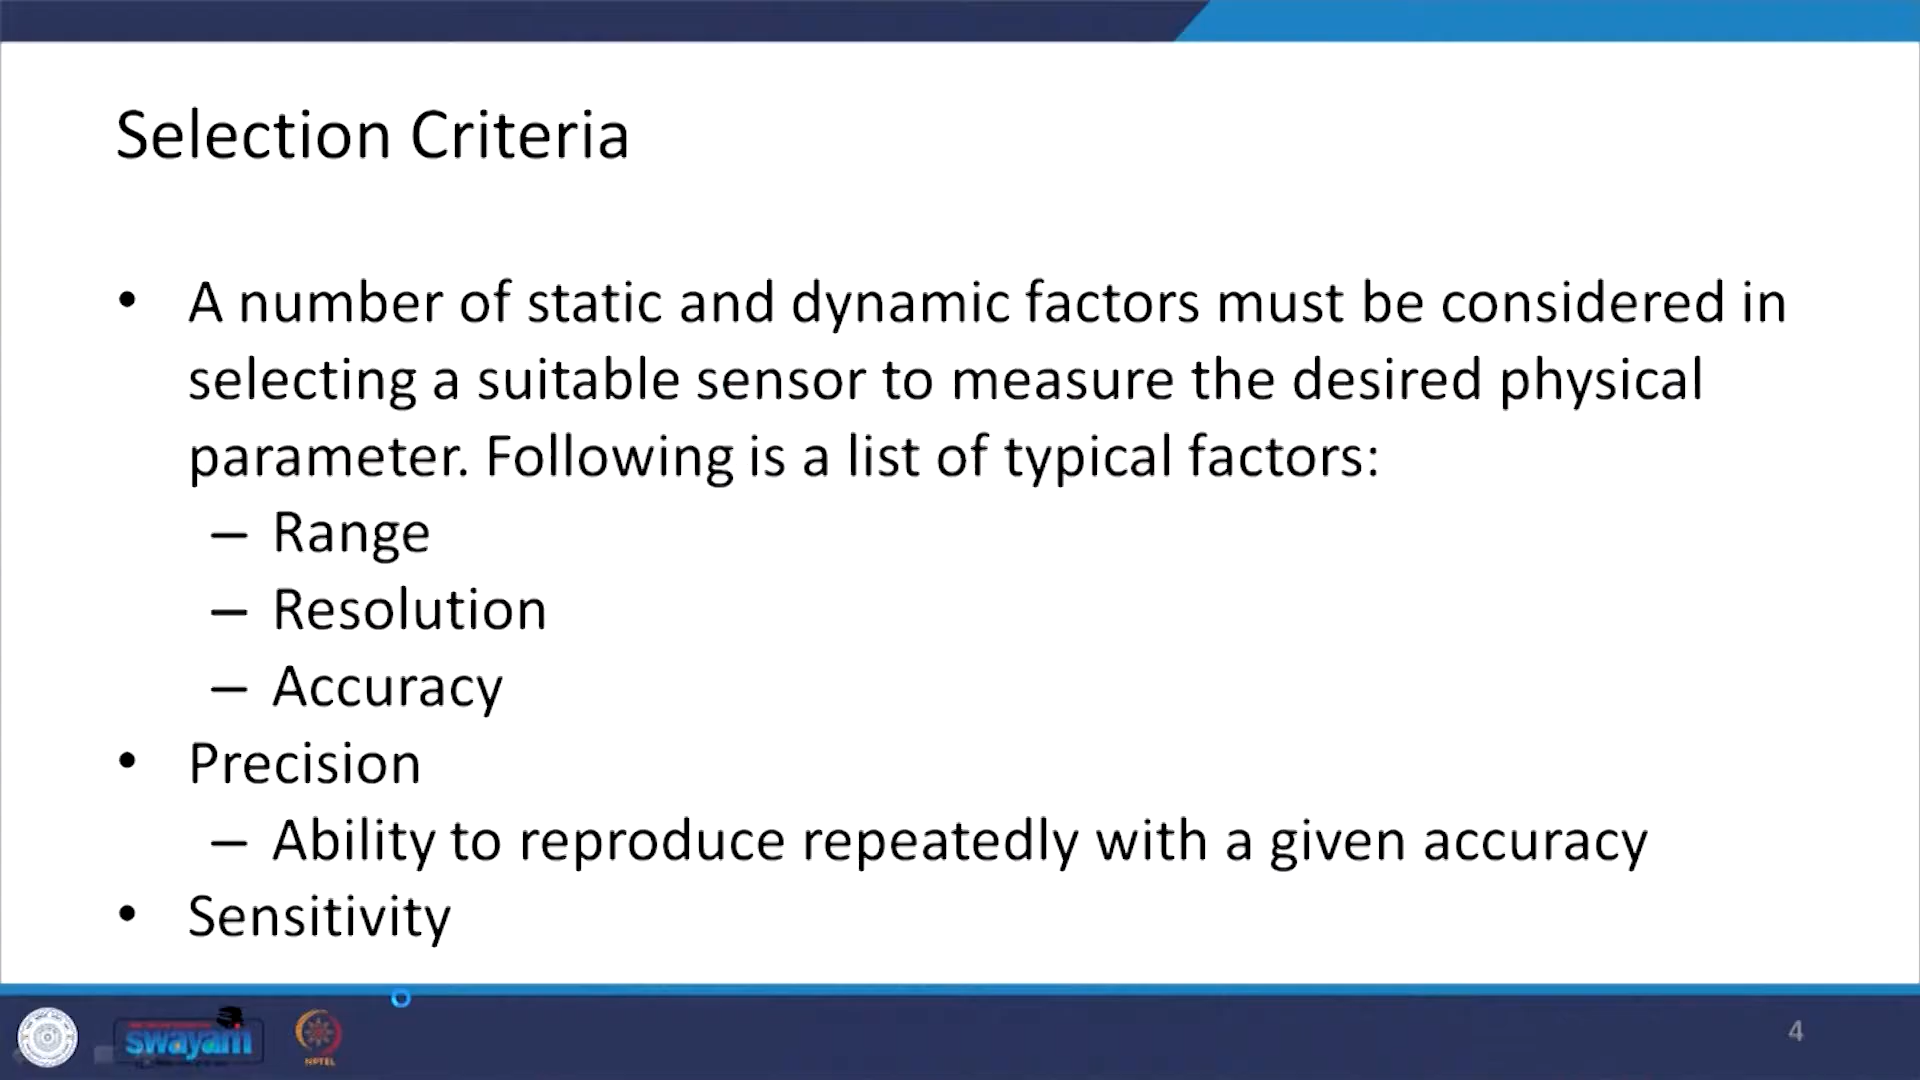 Selection Criteria
• A number of static and dynamic factors must be considered in
selecting a suitable sensor to measure the desired physical
parameter. Following is a list of typical factors:
– Range
– Resolution
– Accuracy
• Precision
– Ability to reproduce repeatedly with a given accuracy
• Sensitivity
swayam
NPTEL
4